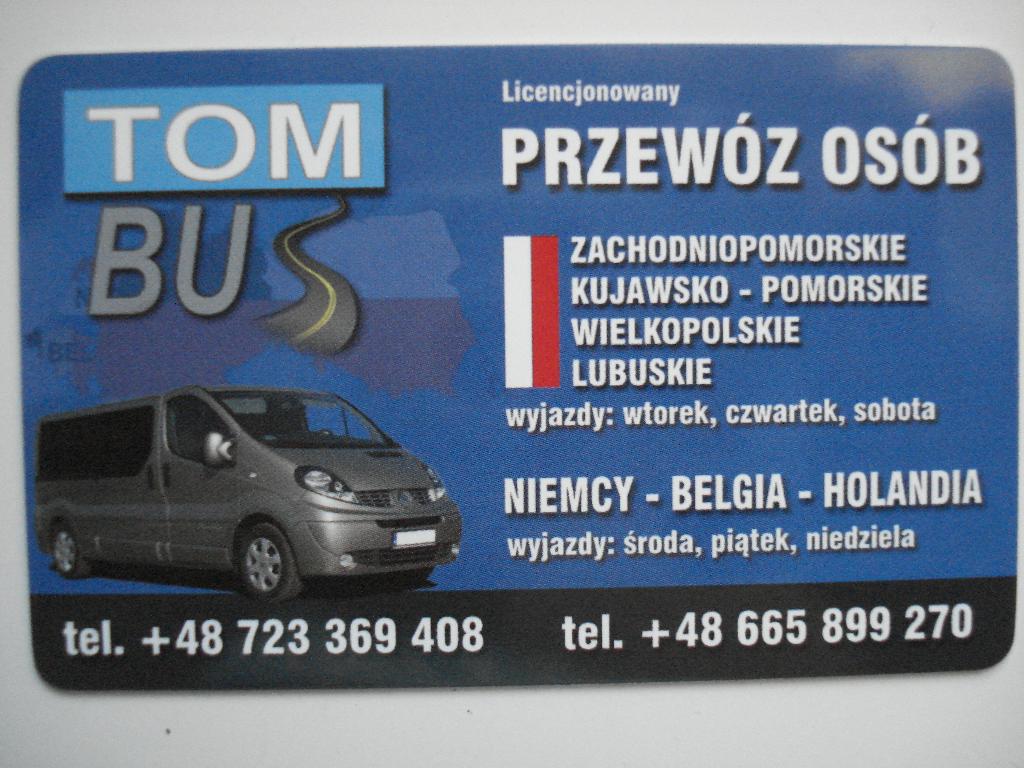 TOM
BUS
Licencjonowany
PRZEWÓZ OSÓB
ZACHODNIOPOMORSKIE
KUJAWSKO - POMORSKIE
WIELKOPOLSKIE
LUBUSKIE
wyjazdy: wtorek, czwartek, sobota
NIEMCY - BELGIA - HOLANDIA
wyjazdy: środa, piątek, niedziela
BEL
tel. +48 723 369 408
tel. +48 665 899 270